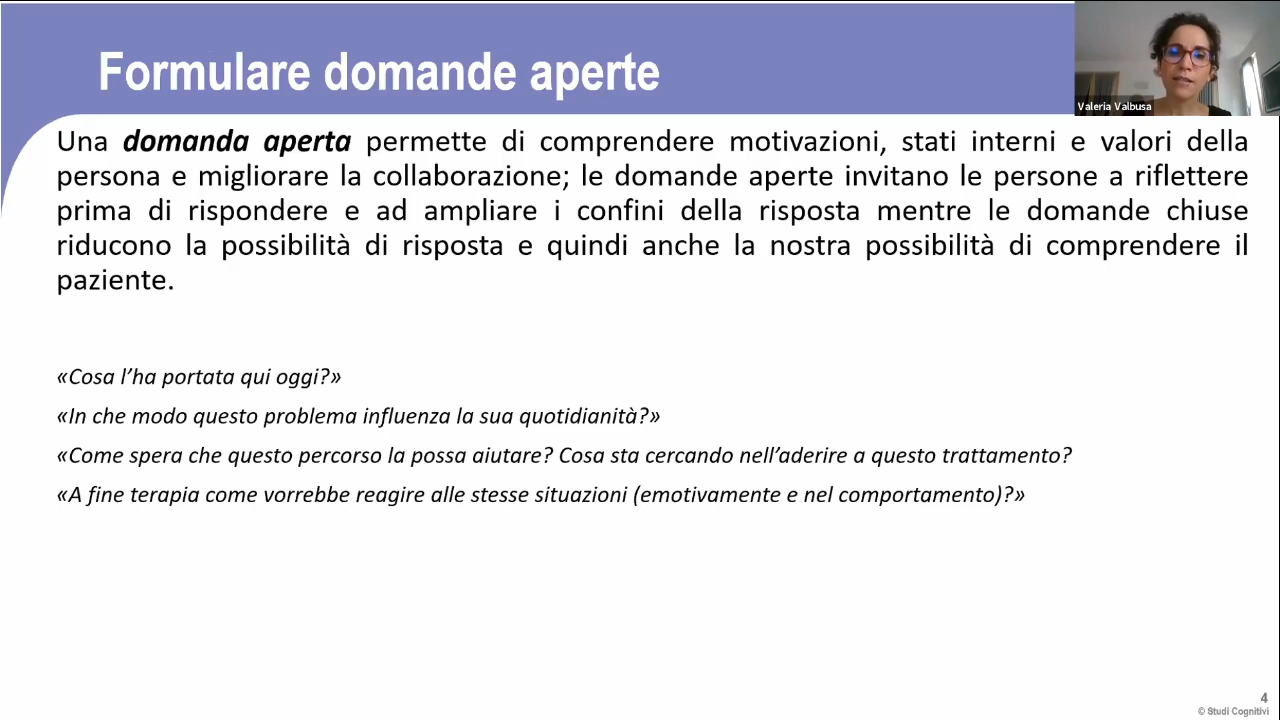 Formulare domande aperte
Valeria Valbusa
Una domanda aperta permette di comprendere motivazioni, stati interni e valori della
persona e migliorare la collaborazione; le domande aperte invitano le persone a riflettere
prima di rispondere e ad ampliare i confini della risposta mentre le domande chiuse
riducono la possibilità di risposta e quindi anche la nostra possibilità di comprendere il
paziente.
«Cosa l’ha portata qui oggi?»
«In che modo questo problema influenza la sua quotidianità?»
«Come spera che questo percorso la possa aiutare? Cosa sta cercando nell’aderire a questo trattamento?
«A fine terapia come vorrebbe reagire alle stesse situazioni (emotivamente e nel comportamento)?»
4
© Studi Cognitivi